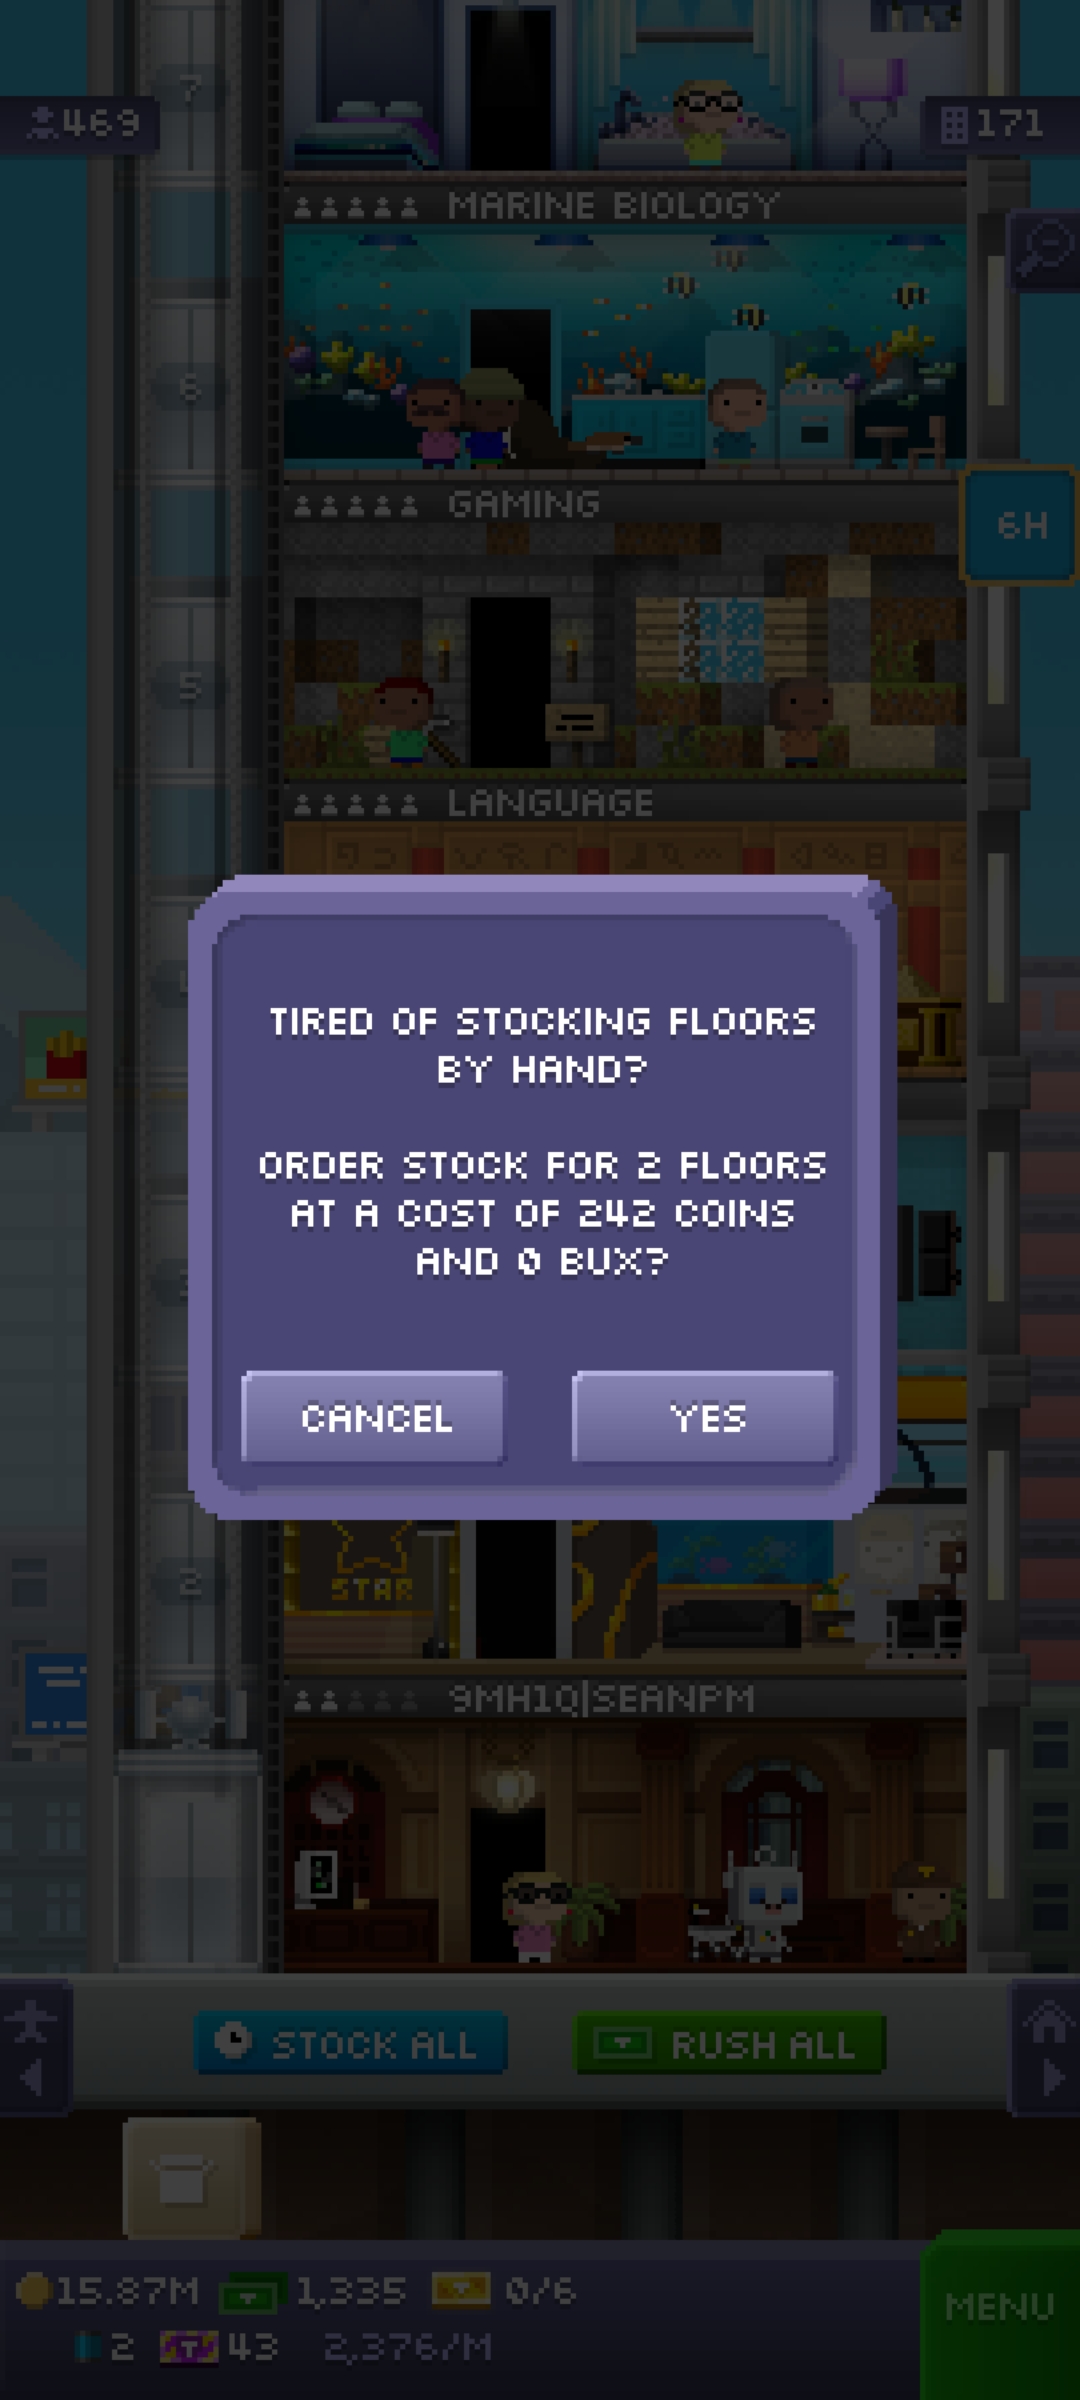 7
469
171
MARINE BIOLOGY
6
GAMING
6H
5
LANGUAGE
TIRED OF STOCKING FLOORS
BY HAND?
ORDER STOCK FOR 2 FLOORS
AT A COST OF 242 COINS
AND 0 BUX?
CANCEL
YES
STAR
2
9MH1Q|SEANPM
STOCK ALL
RUSH ALL
15.87M
1,335
0/6
MENU
2
43
2,376/M